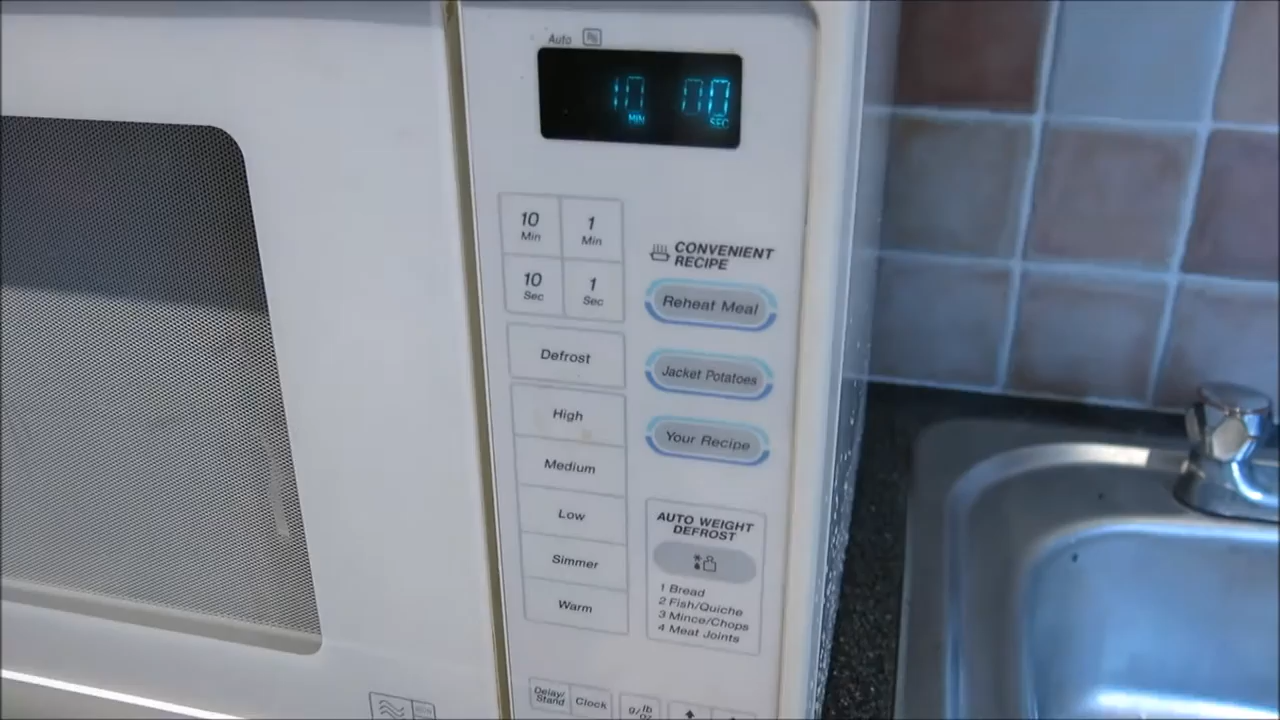 Auto
10 00
MIN SEC
10 1
Min Min
10 1
Sec Sec
Defrost
High
Medium
Low
Simmer
Warm
CONVENIENT
RECIPE
Reheat Meal
Jacket Potatoes
Your Recipe
AUTO WEIGHT
DEFROST
1 Bread
2 Fish/Quiche
3 Mince/Chops
4 Meat Joints
Delay/
Stand
Clock
g/lb